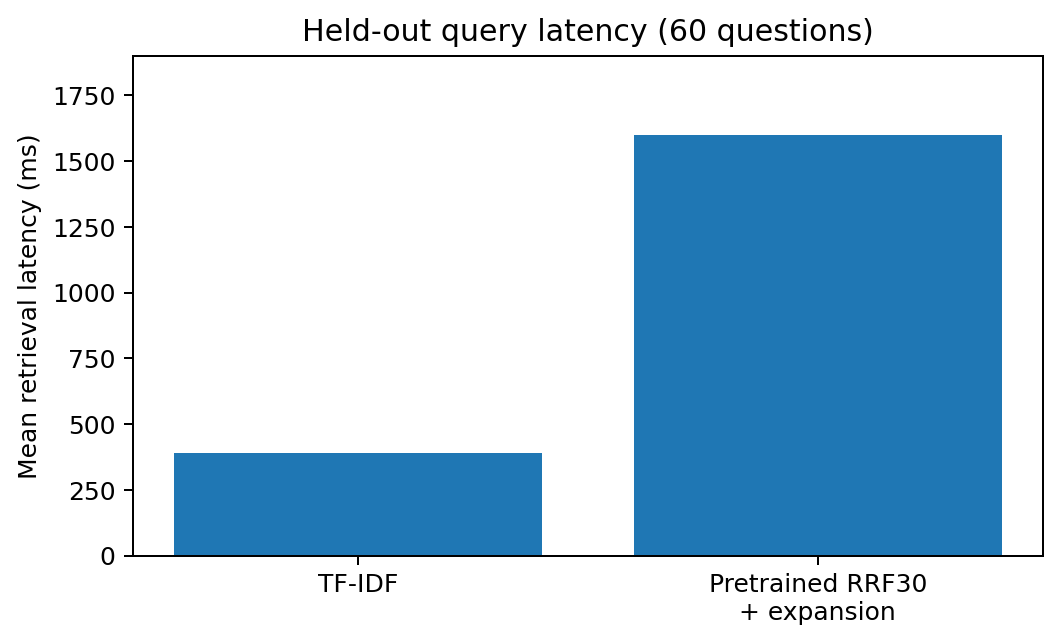 Held-out query latency (60 questions)
Mean retrieval latency (ms)
1750
1500
1250
1000
750
500
250
0
TF-IDF
Pretrained RRF30
+ expansion